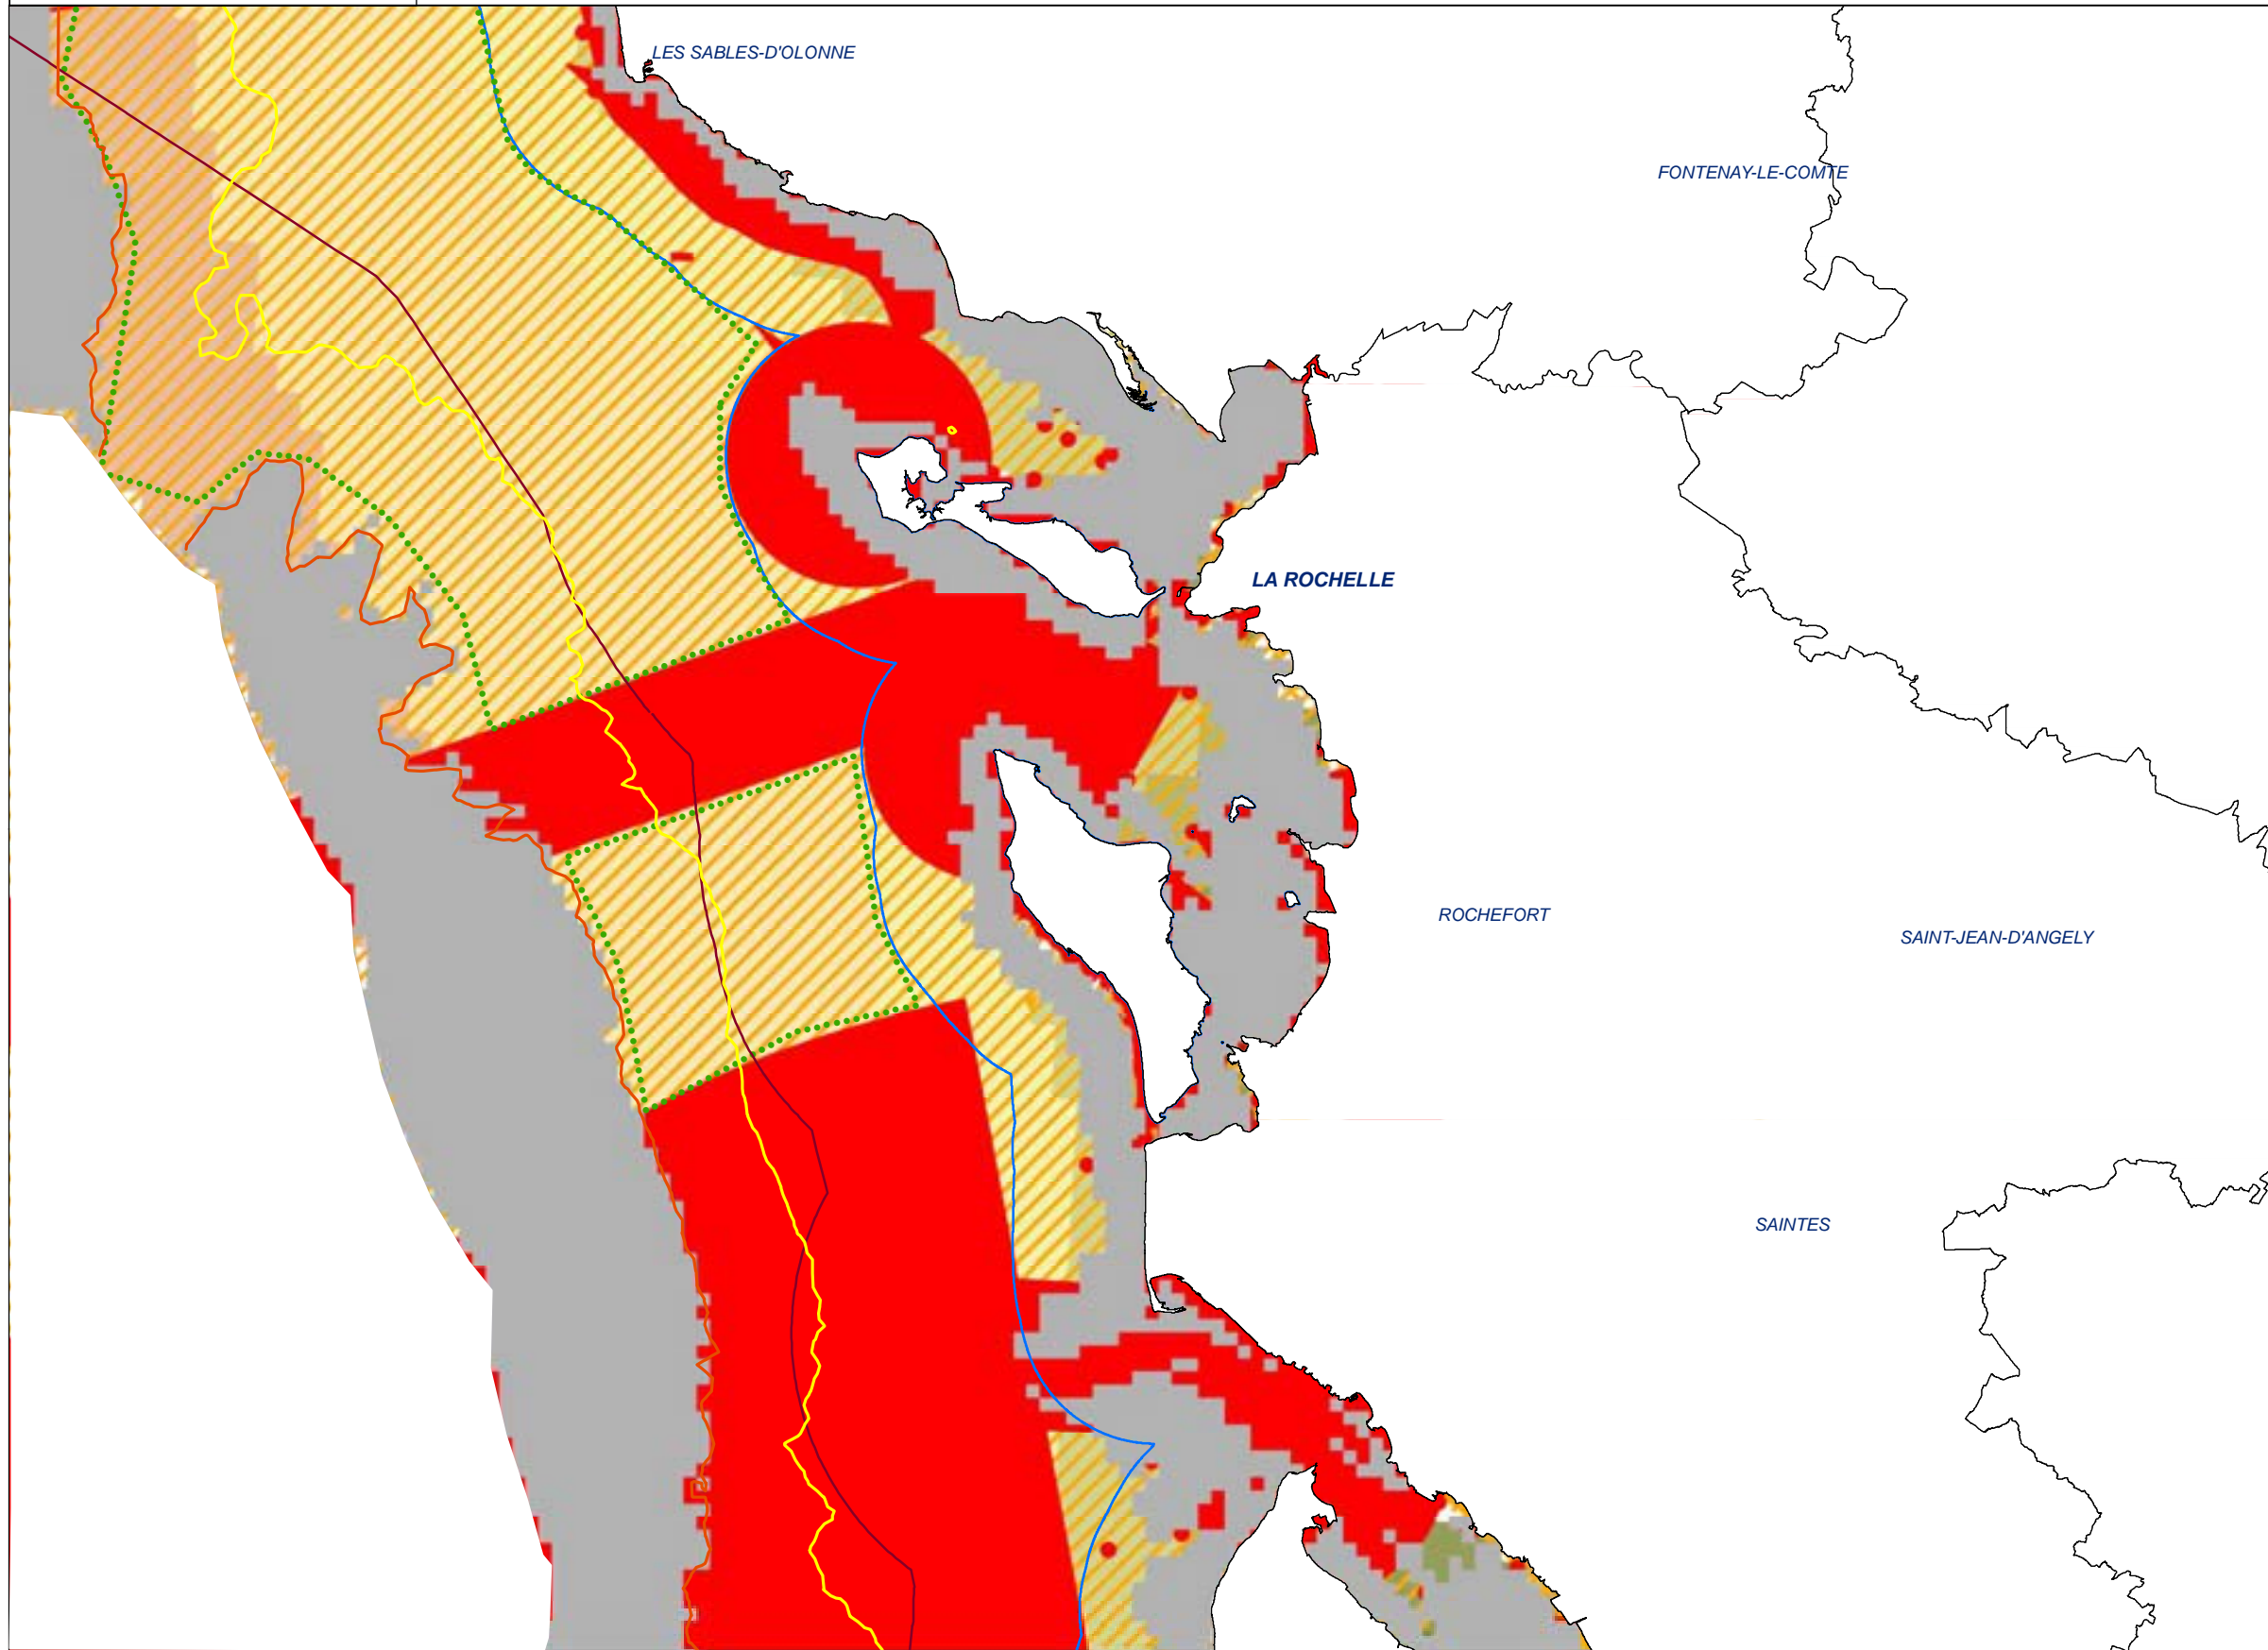 LES SABLES-D'OLONNE
FONTENAY-LE-COMTE
LA ROCHELLE
ROCHEFORT
SAINT-JEAN-D'ANGELY
SAINTES